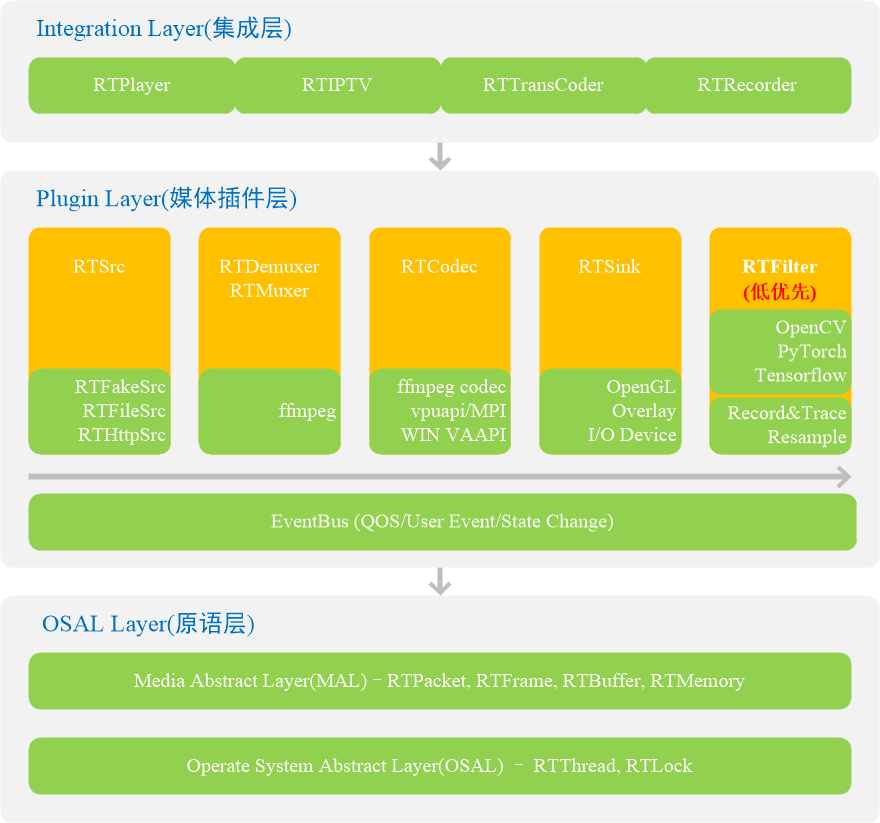 Integration Layer(集成层)
RTPlayer
RTIPTV
RTTransCoder
RTRecorder
Plugin Layer(媒体插件层)
RTSrc
RTFakeSrc
RTFileSrc
RTHttpSrc
RTDemuxer
RTMuxer
ffmpeg
RTCodec
ffmpeg codec
vpuapi/MPI
WIN VAAPI
RTSink
OpenGL
Overlay
I/O Device
RTFilter
(低优先)
OpenCV
PyTorch
Tensorflow
Record&Trace
Resample
EventBus (QOS/User Event/State Change)
OSAL Layer(原语层)
Media Abstract Layer(MAL) – RTPacket, RTFrame, RTBuffer, RTMemory
Operate System Abstract Layer(OSAL) – RTThread, RTLock